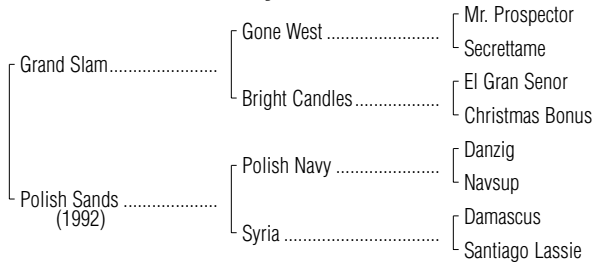 Mr. Prospector
Gone West ....................
Secrettame
Grand Slam....................
El Gran Senor
Bright Candles...............
Christmas Bonus
Danzig
Polish Navy ..................
Navsup
Polish Sands .................
(1992)
Damascus
Syria ............................
Santiago Lassie